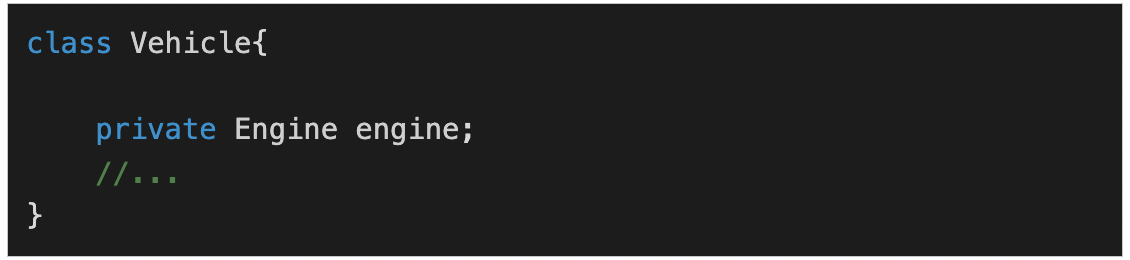 class Vehicle{
    private Engine engine;
    //...
}